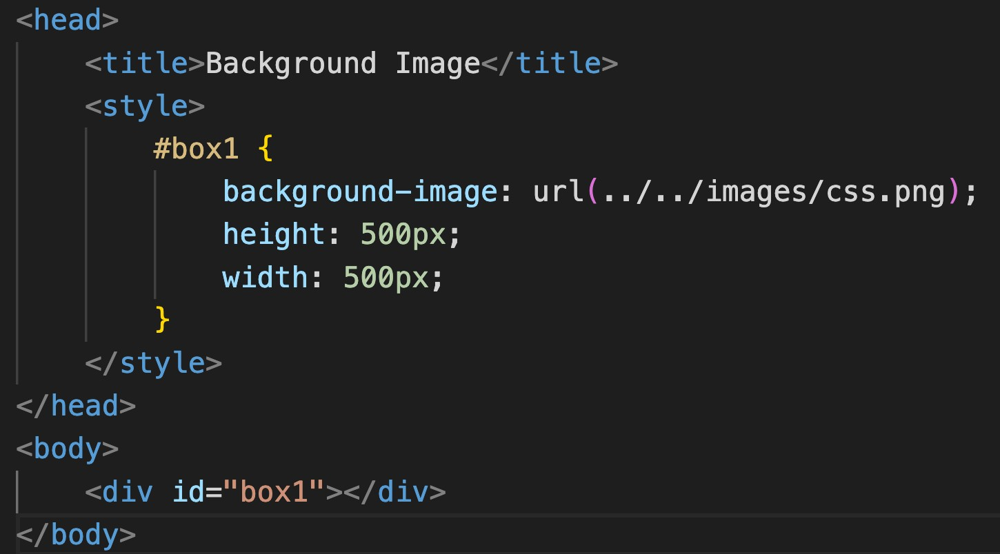 <head>
<title>Background Image</title>
<style>
#box1 {
background-image: url(../../images/css.png);
height: 500px;
width: 500px;
}
</style>
</head>
<body>
<div id="box1"></div>
</body>